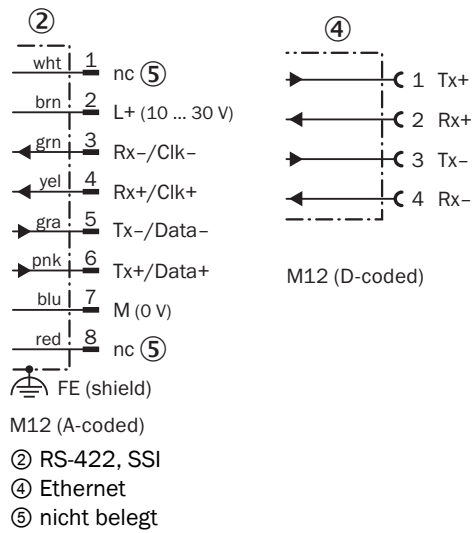 ②
wht 1 nc ⑤
brn 2 L+ (10 ... 30 V)
grn 3 Rx–/Clk–
yel 4 Rx+/Clk+
gra 5 Tx–/Data–
pnk 6 Tx+/Data+
blu 7 M (0 V)
red 8 nc ⑤
FE (shield)
M12 (A-coded)
④
1 Tx+
2 Rx+
3 Tx–
4 Rx–
M12 (D-coded)
② RS-422, SSI
④ Ethernet
⑤ nicht belegt